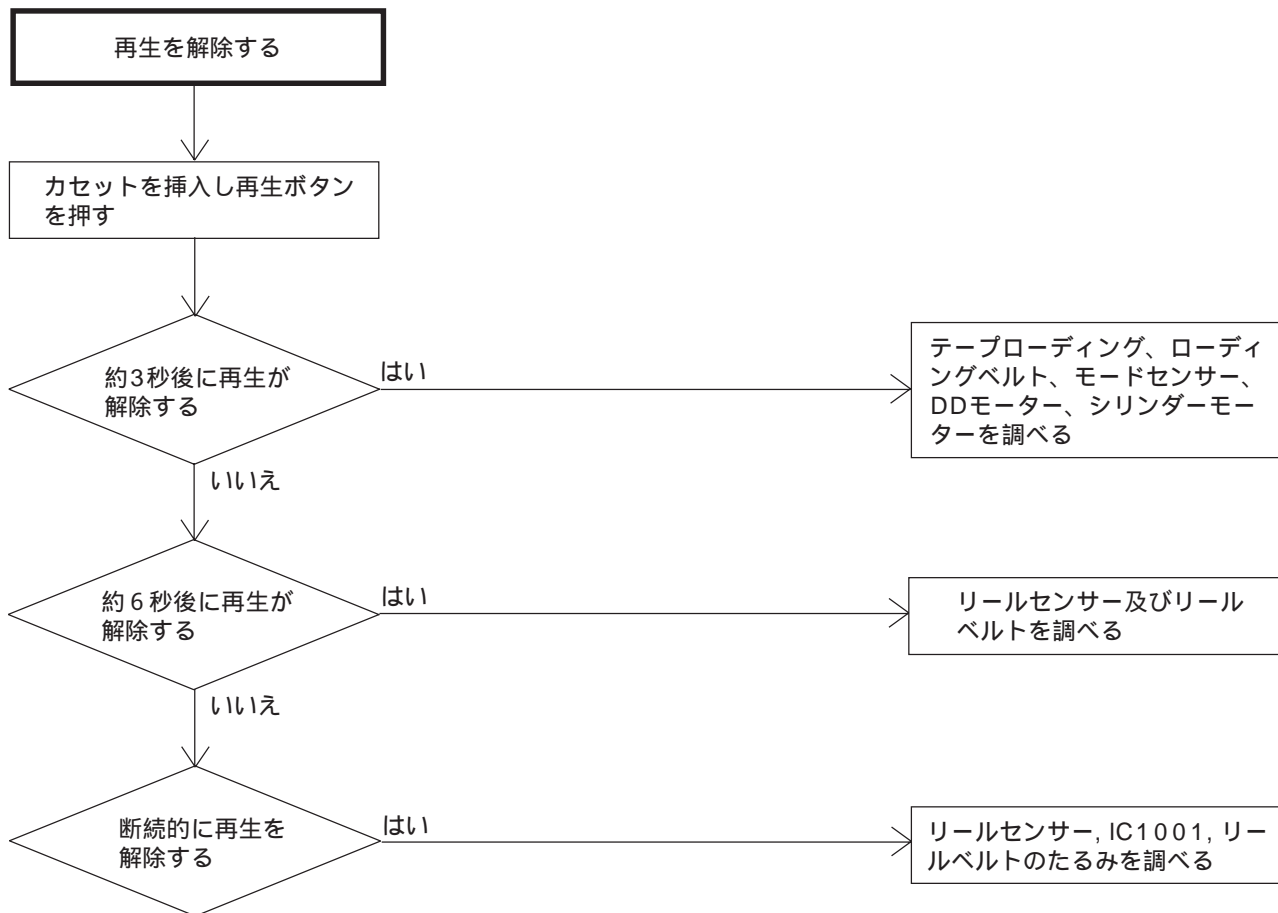 再生を解除する
カセットを挿入し再生ボタン
を押す
約3秒後に再生が
解除する
はい
テープローディング、ローディ
ングベルト、モードセンサー、
DDモーター、シリンダーモー
ターを調べる
いいえ
約6秒後に再生が
解除する
はい
リールセンサー及びリール
ベルトを調べる
いいえ
断続的に再生を
解除する
はい
リールセンサー, IC1001, リー
ルベルトのたるみを調べる